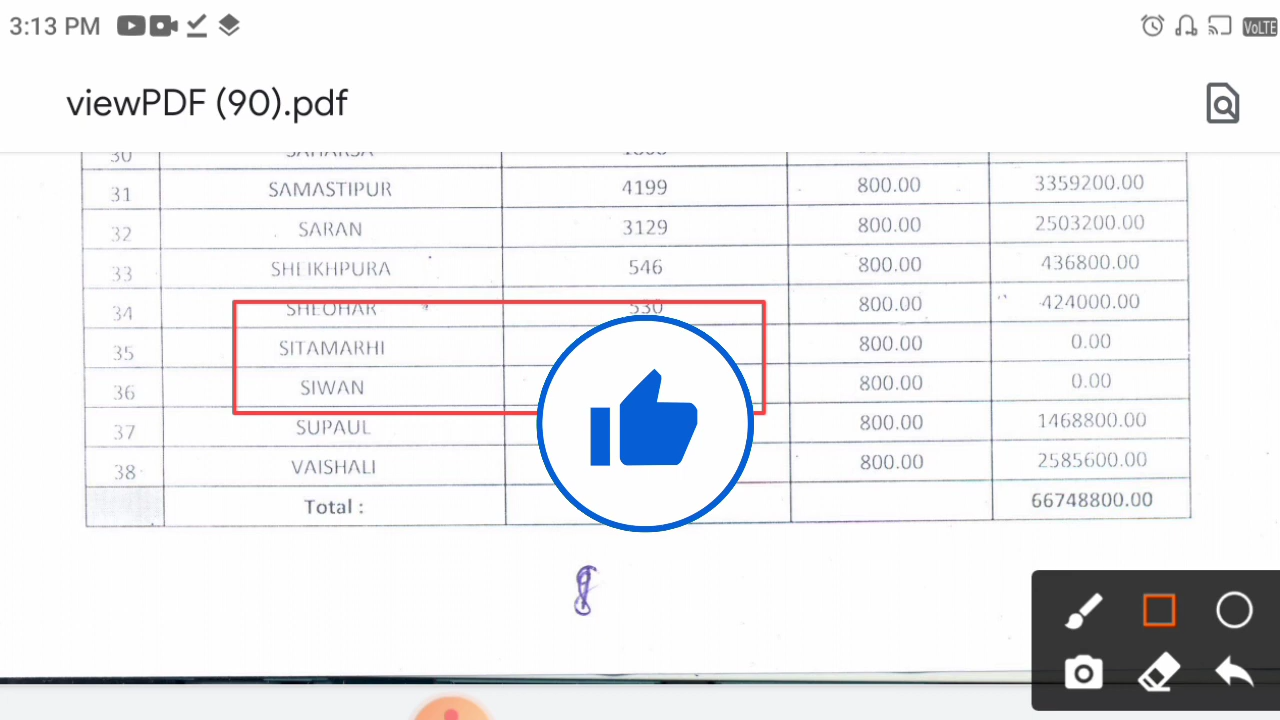 3:13 PM VoLTE
viewPDF (90).pdf
30 SAHARSA
31 SAMASTIPUR 4199 800.00 3359200.00
32 SARAN 3129 800.00 2503200.00
33 SHEIKHPURA 546 800.00 436800.00
34 SHEOHAR 530 800.00 424000.00
35 SITAMARHI 800.00 0.00
36 SIWAN 800.00 0.00
37 SUPAUL 800.00 1468800.00
38 VAISHALI 800.00 2585600.00
Total : 66748800.00